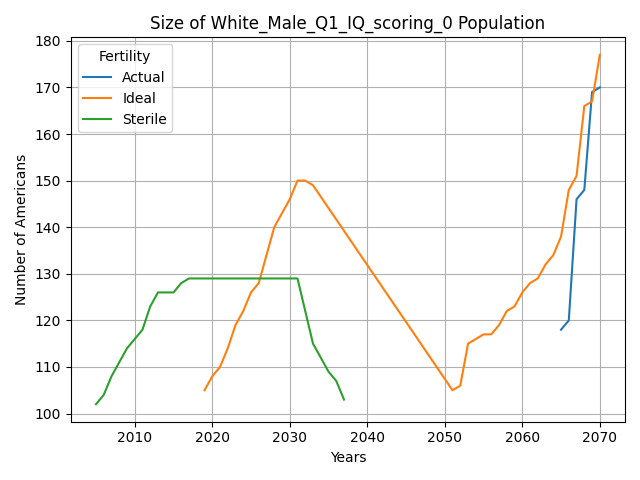 Size of White_Male_Q1_IQ_scoring_0 Population
Fertility
Actual
Ideal
Sterile
Number of Americans
180
170
160
150
140
130
120
110
100
2010 2020 2030 2040 2050 2060 2070
Years